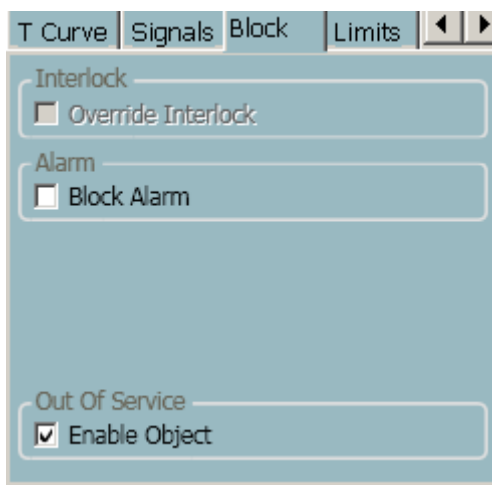 T Curve Signals Block Limits
Interlock
Override Interlock
Alarm
Block Alarm
Out Of Service
Enable Object